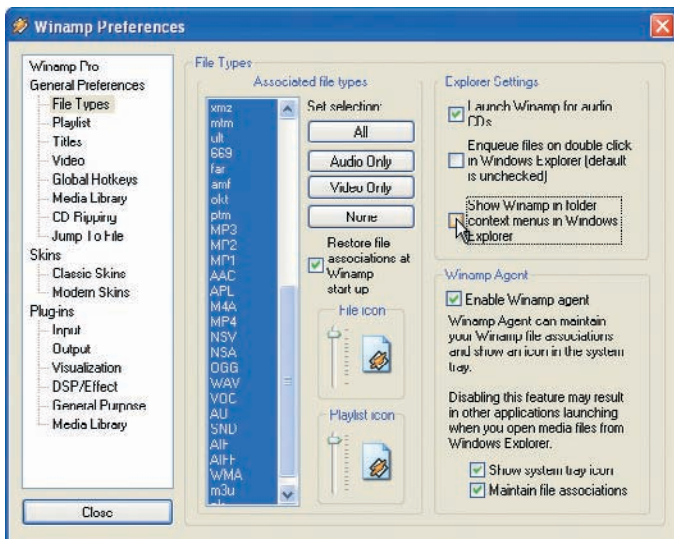 Winamp Preferences
Winamp Pro
General Preferences
File Types
Playlist
Titles
Video
Global Hotkeys
Media Library
CD Ripping
Jump To File
Skins
Classic Skins
Modern Skins
Plug-ins
Input
Output
Visualization
DSP/Effect
General Purpose
Media Library
Close
File Types
Associated file types
xmz
mtm
ult
669
far
amf
okt
ptm
MP3
MP2
MP1
AAC
APL
M4A
MP4
NSV
NSA
OGG
WAV
VOC
AU
SND
AIF
AIFF
WMA
m3u
Set selection:
All
Audio Only
Video Only
None
Restore file
associations at
Winamp
start up
File icon
Playlist icon
Explorer Settings
Launch Winamp for audio
CDs
Enqueue files on double click
in Windows Explorer (default
is unchecked)
Show Winamp in folder
context menus in Windows
Explorer
Winamp Agent
Enable Winamp agent
Winamp Agent can maintain
your Winamp file associations
and show an icon in the system
tray.
Disabling this feature may result
in other applications launching
when you open media files from
Windows Explorer.
Show system tray icon
Maintain file associations